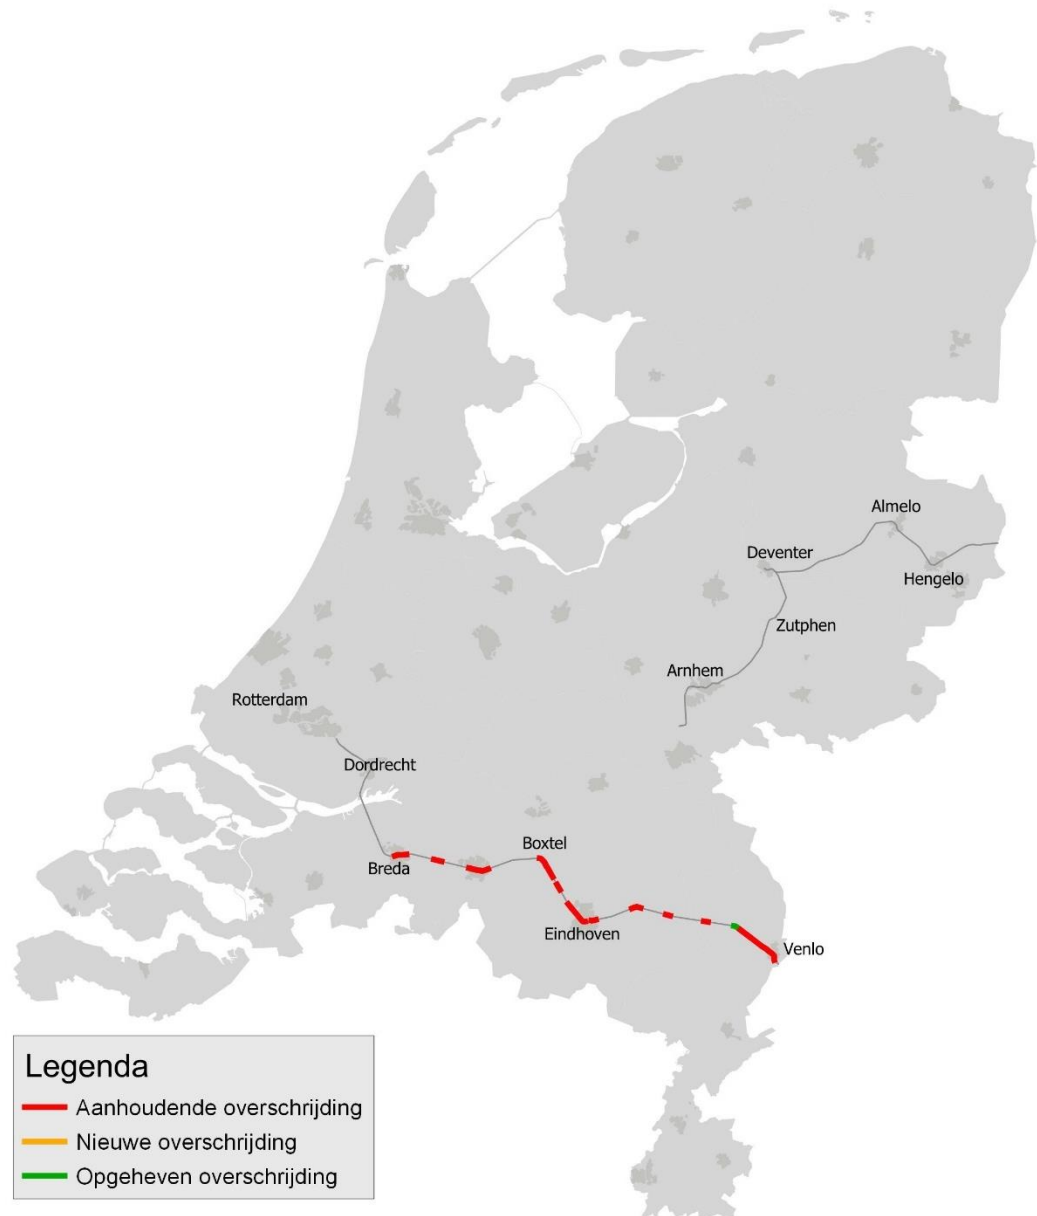 Almelo
Deventer
Hengelo
Zutphen
Arnhem
Rotterdam
Dordrecht
Boxtel
Breda
Eindhoven
Venlo
Legenda
Aanhoudende overschrijding
Nieuwe overschrijding
Opgeheven overschrijding